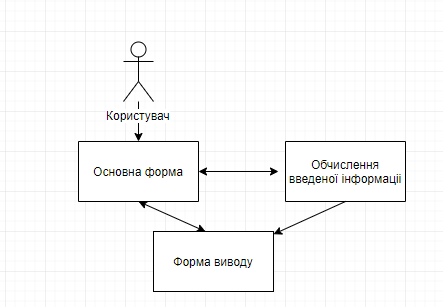 Користувач
Основна форма
Обчислення
введеної інформації
Форма виводу